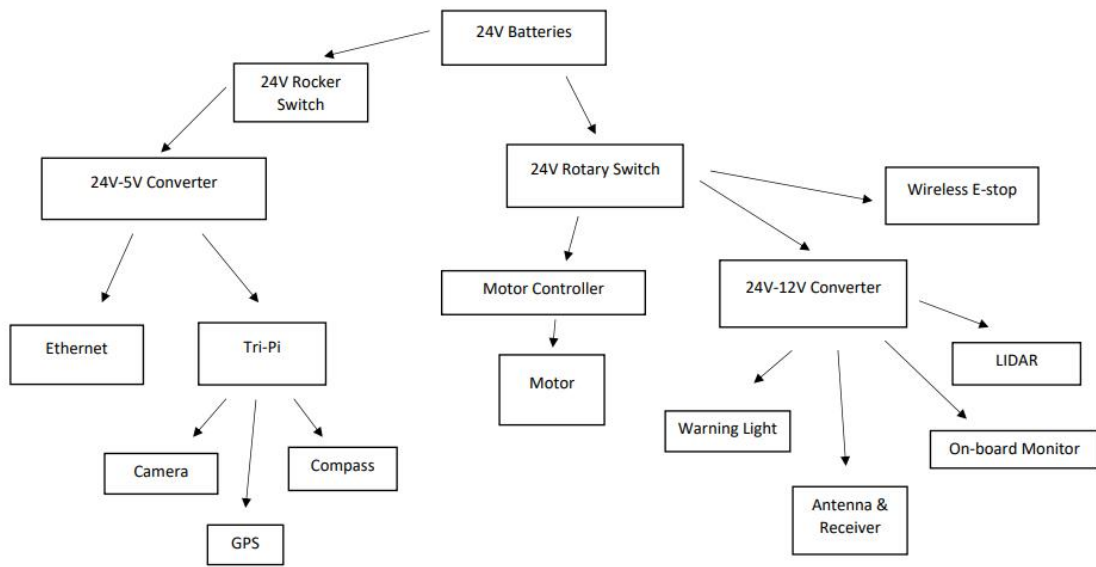 24V Batteries
24V Rocker
Switch
24V-5V Converter
24V Rotary Switch
Wireless E-stop
Motor Controller
24V-12V Converter
Ethernet
Tri-Pi
Motor
LIDAR
Warning Light
On-board Monitor
Camera
Compass
Antenna &
Receiver
GPS